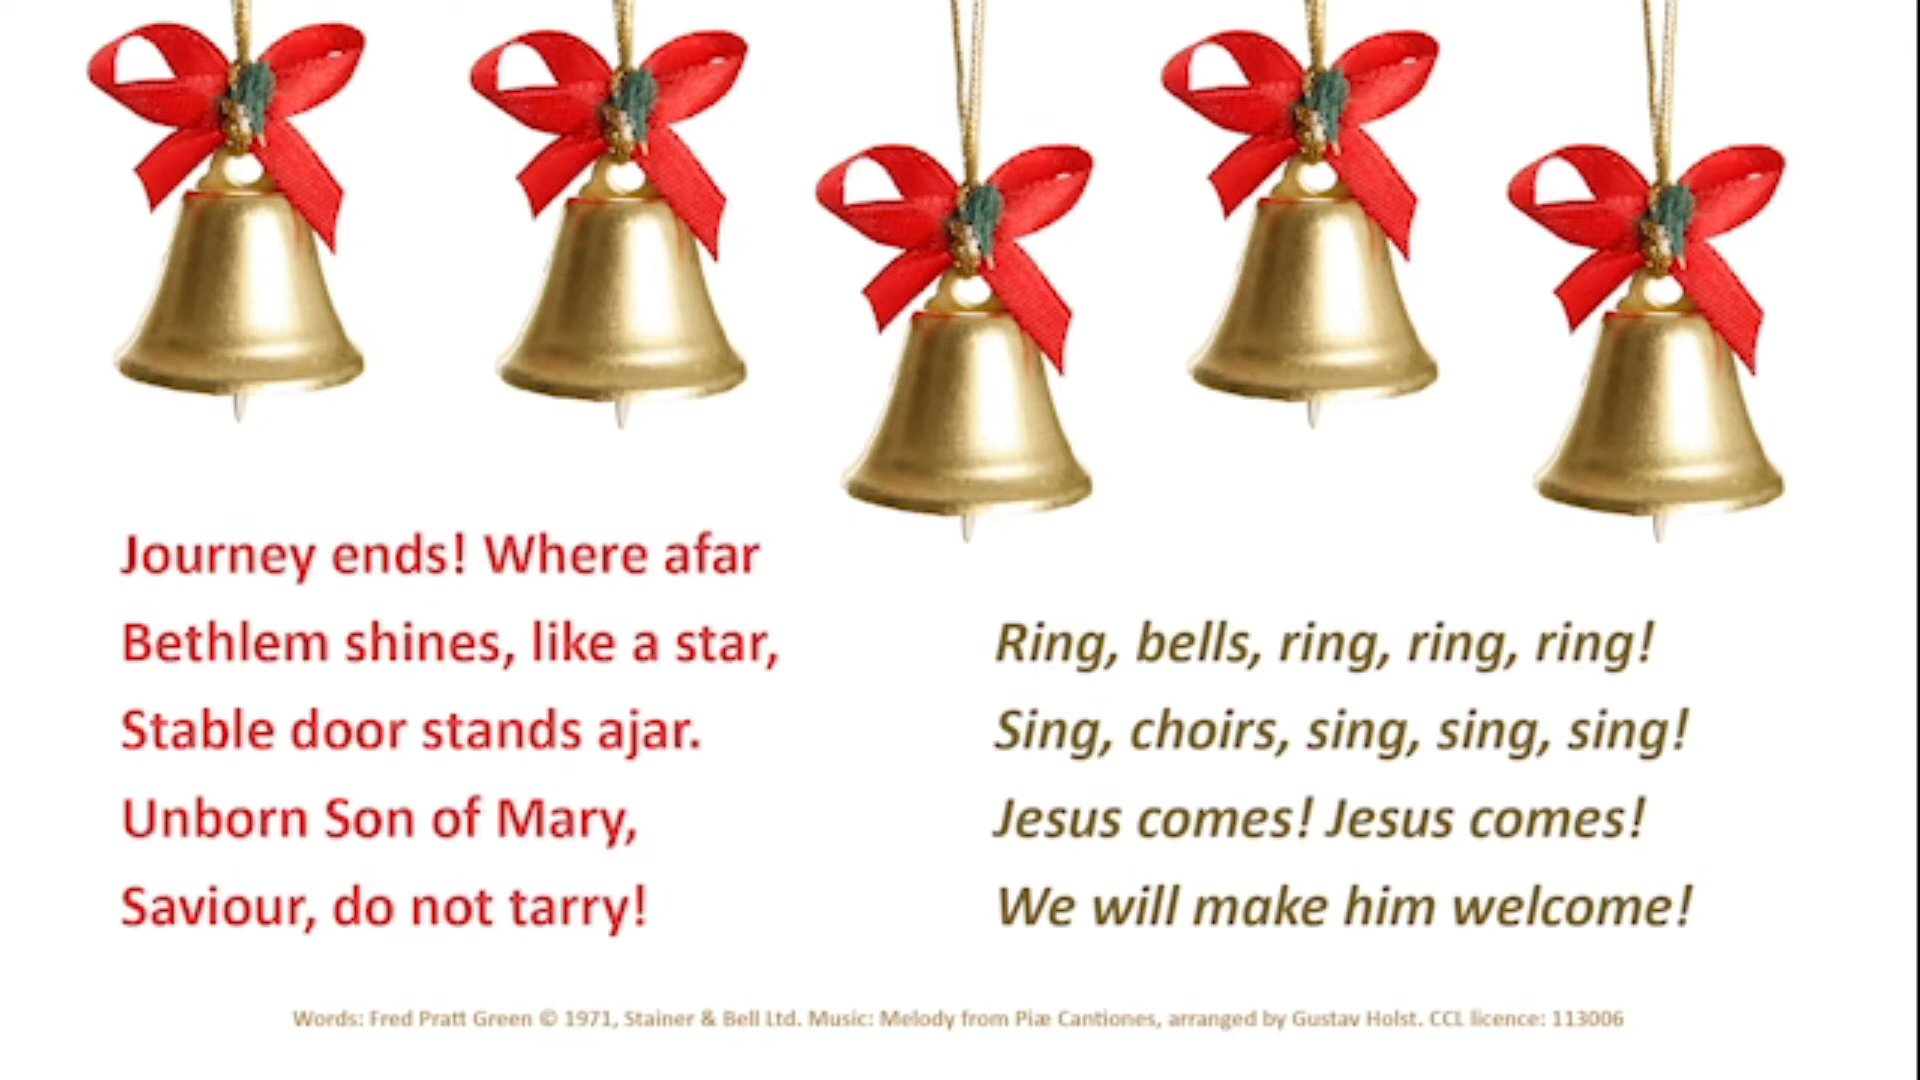 Journey ends! Where afar
Bethlem shines, like a star,
Stable door stands ajar.
Unborn Son of Mary,
Saviour, do not tarry!
Ring, bells, ring, ring, ring!
Sing, choirs, sing, sing, sing!
Jesus comes! Jesus comes!
We will make him welcome!
Words: Fred Pratt Green © 1971, Stainer & Bell Ltd. Music: Melody from Piæ Cantiones, arranged by Gustav Holst. CCL licence: 113006